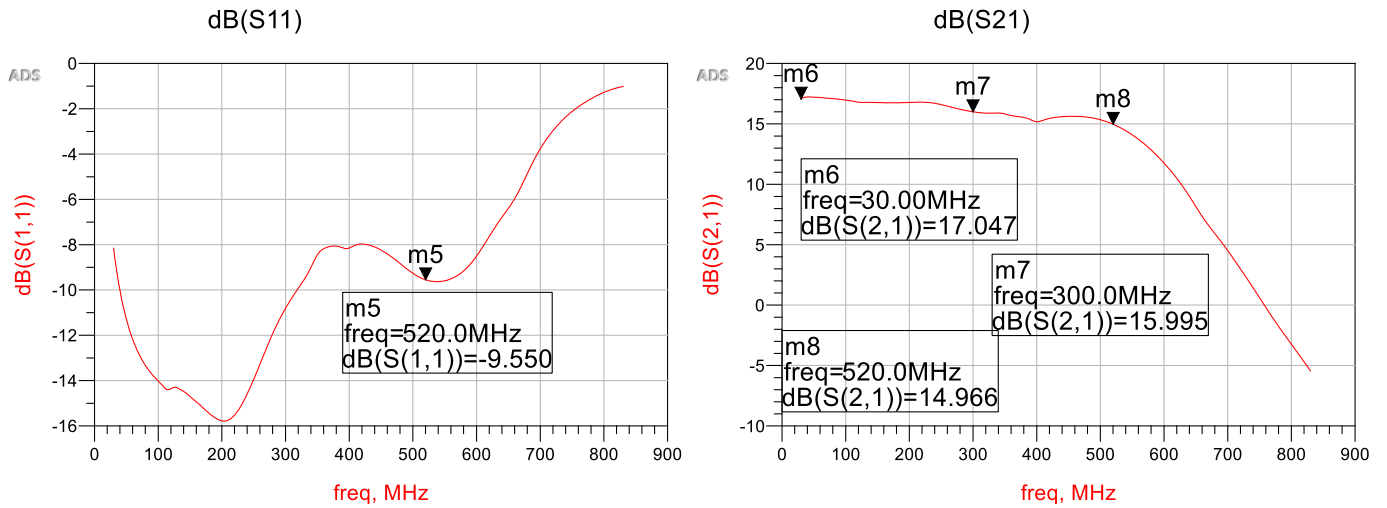 dB(S11)
ADS
0
-2
-4
-6
-8
-10
-12
-14
-16
dB(S(1,1))
m5
m5
freq=520.0MHz
dB(S(1,1))=-9.550
0 100 200 300 400 500 600 700 800 900
freq, MHz
dB(S21)
ADS
20
15
10
5
0
-5
-10
dB(S(2,1))
m6
m7
m8
m6
freq=30.00MHz
dB(S(2,1))=17.047
m7
freq=300.0MHz
dB(S(2,1))=15.995
m8
freq=520.0MHz
dB(S(2,1))=14.966
0 100 200 300 400 500 600 700 800 900
freq, MHz